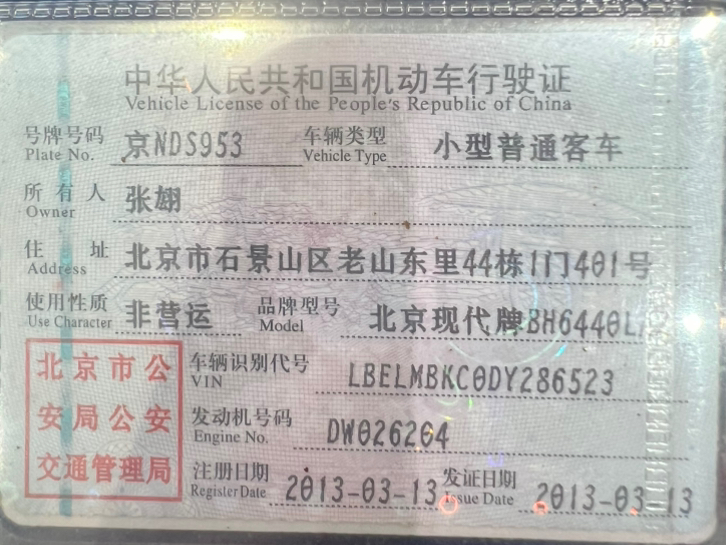 中华人民共和国机动车行驶证
Vehicle License of the People's Republic of China
号牌号码 京NDS953 车辆类型 小型普通客车
Plate No. Vehicle Type
所有人 张翃
Owner
住址 北京市石景山区老山东里44栋1门401号
Address
使用性质 非营运 品牌型号 北京现代牌BH6440L
Use Character Model
北京市公
安局公安
交通管理局
车辆识别代号 LBELMBKC0DY286523
VIN
发动机号码 DW026204
Engine No.
注册日期 2013-03-13 发证日期 2013-03-13
Register Date Issue Date